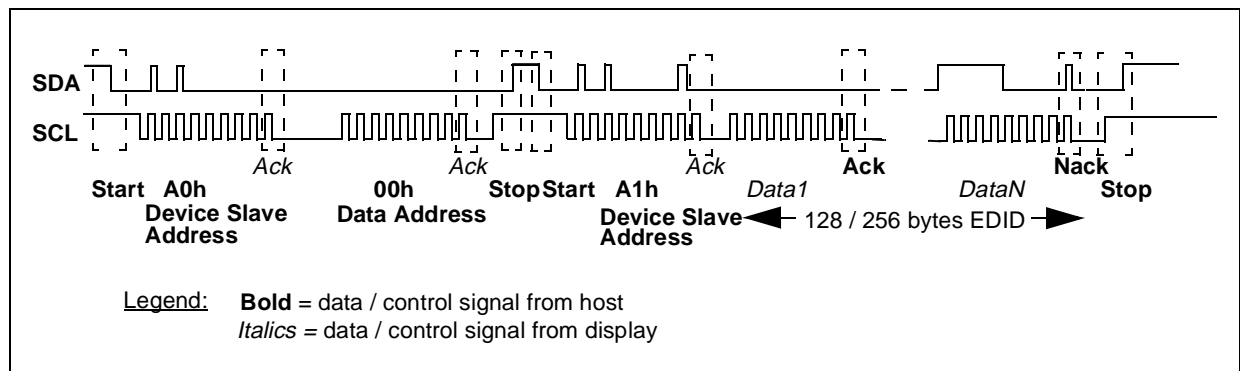 SDA
SCL
Ack Ack Ack Ack Nack
Start A0h 00h Stop Start A1h Data1 DataN Stop
Device Slave Address
Data Address
Device Slave Address
128 / 256 bytes EDID
Legend: Bold = data / control signal from host
Italics = data / control signal from display